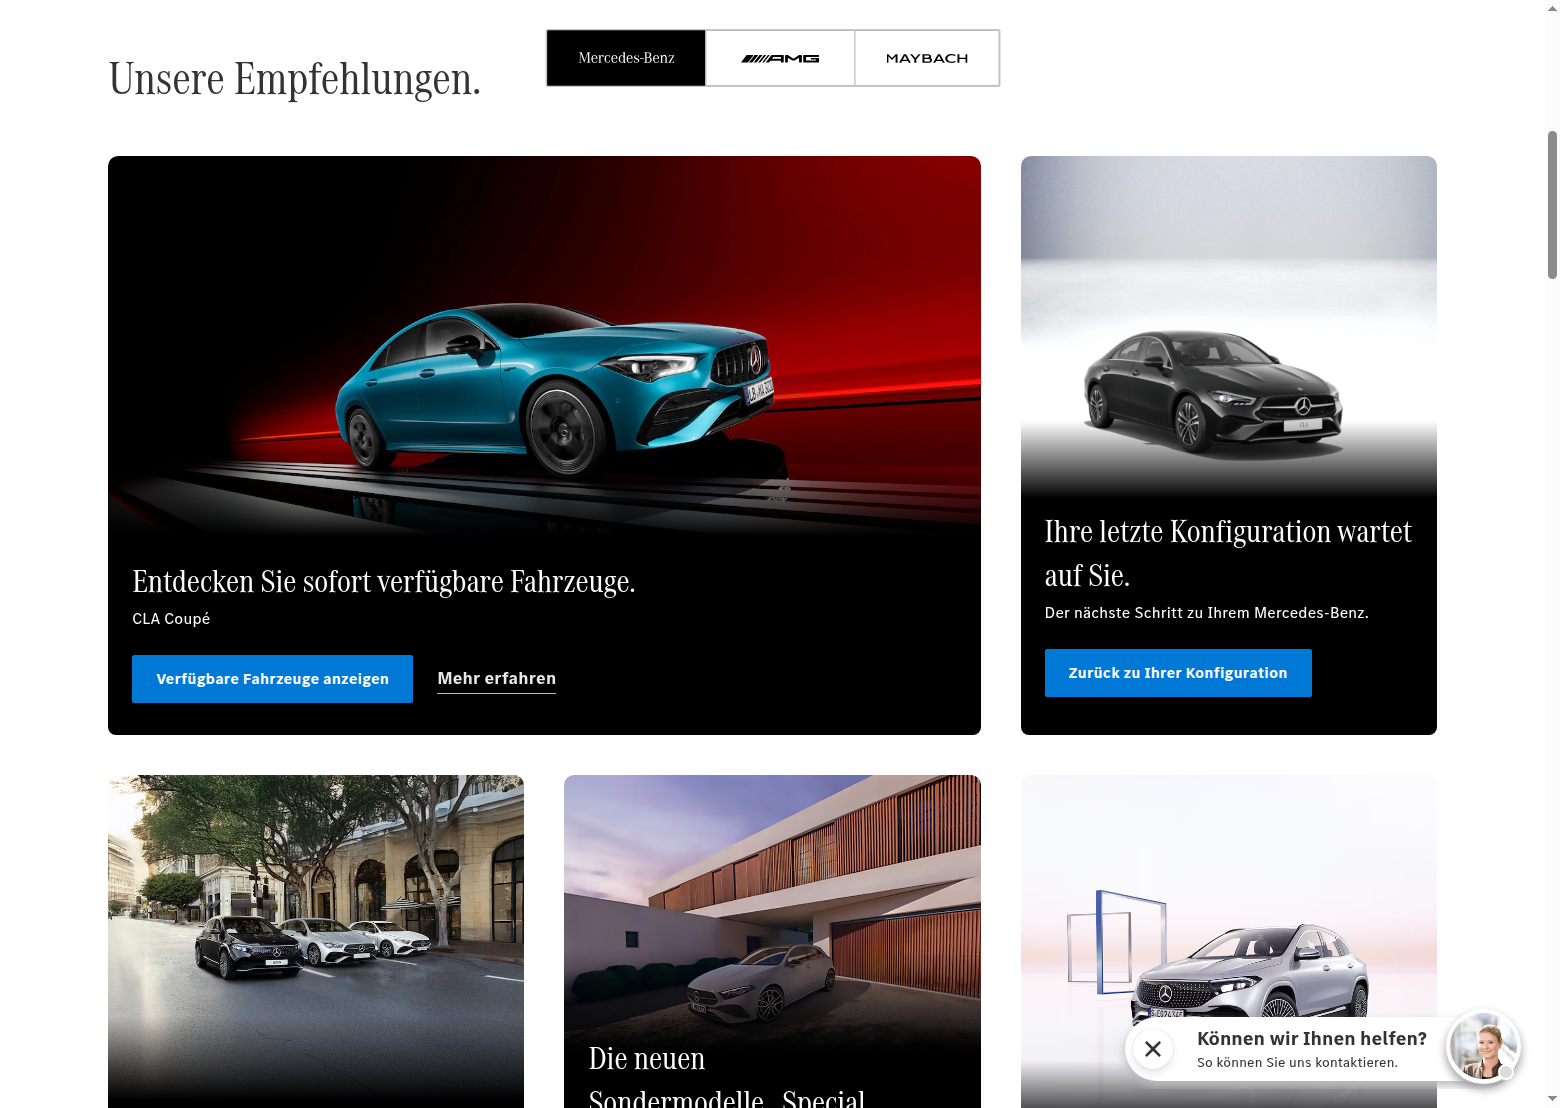 Unsere Empfehlungen.
Mercedes-Benz
AMG
MAYBACH
Entdecken Sie sofort verfügbare Fahrzeuge.
CLA Coupé
Verfügbare Fahrzeuge anzeigen
Mehr erfahren
Ihre letzte Konfiguration wartet
auf Sie.
Der nächste Schritt zu Ihrem Mercedes-Benz.
Zurück zu Ihrer Konfiguration
Die neuen
Sondermodelle. Special
Können wir Ihnen helfen?
So können Sie uns kontaktieren.